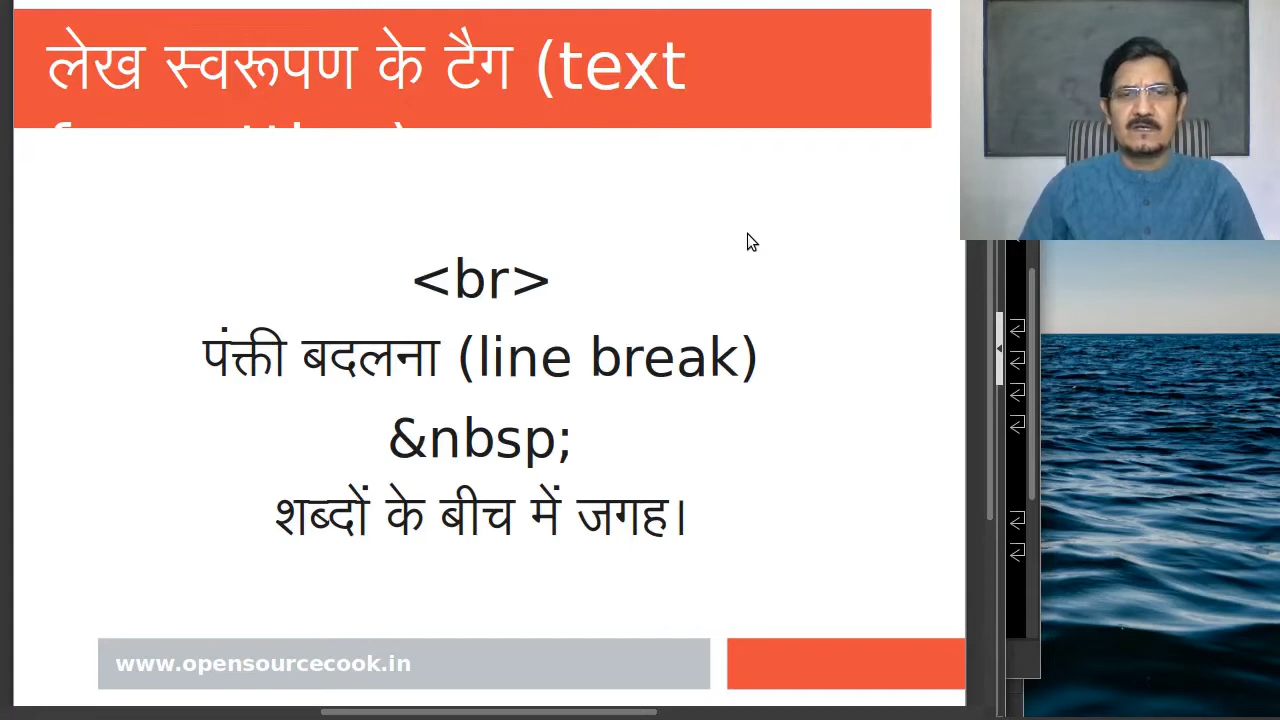 लेख स्वरूपण के टैग (text
<br>
पंक्ती बदलना (line break)
&nbsp;
शब्दों के बीच में जगह।
www.opensourcecook.in